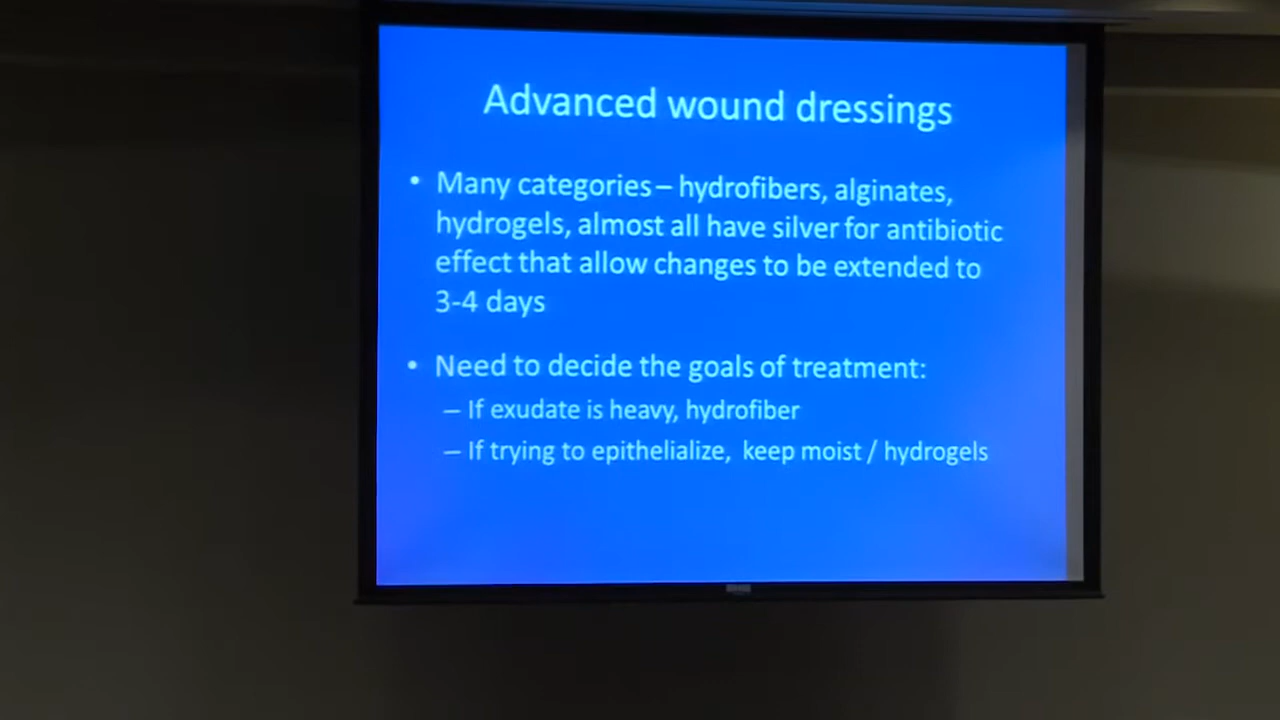 Advanced wound dressings
• Many categories – hydrofibers, alginates,
hydrogels, almost all have silver for antibiotic
effect that allow changes to be extended to
3-4 days
• Need to decide the goals of treatment:
– If exudate is heavy, hydrofiber
– If trying to epithelialize, keep moist / hydrogels